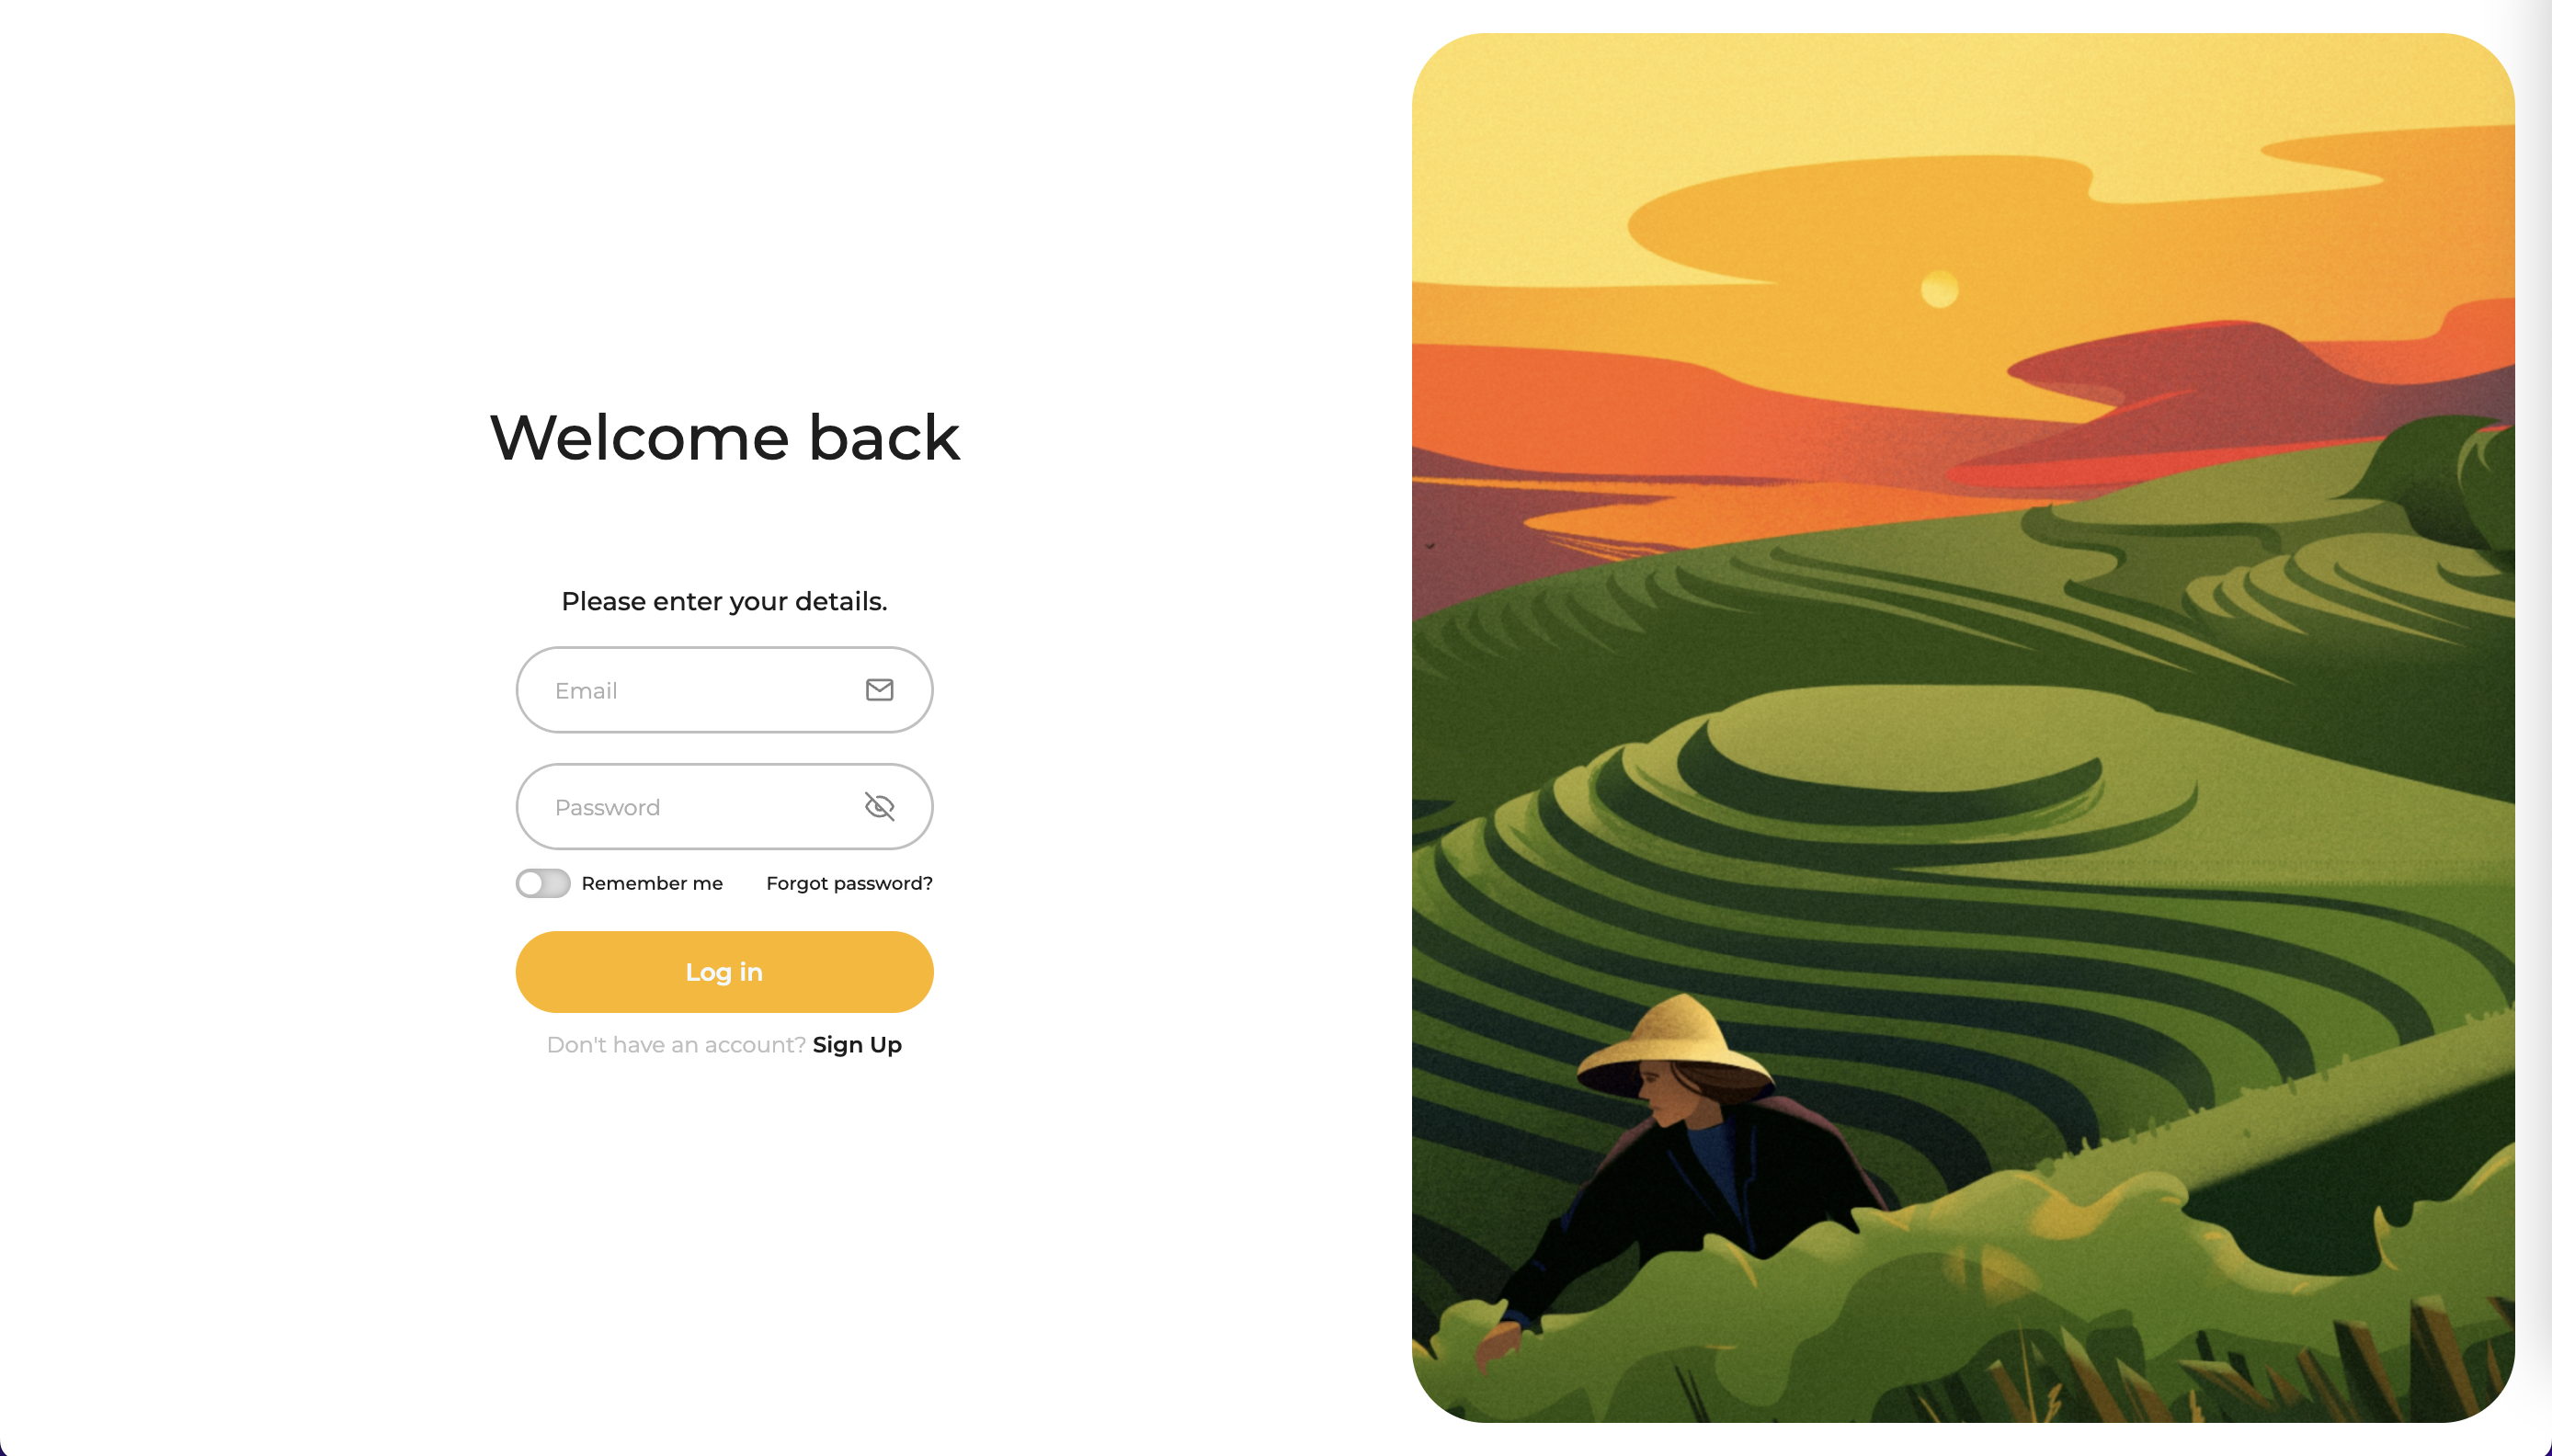 Welcome back
Please enter your details.
Email
Password
Remember me
Forgot password?
Log in
Don't have an account? Sign Up